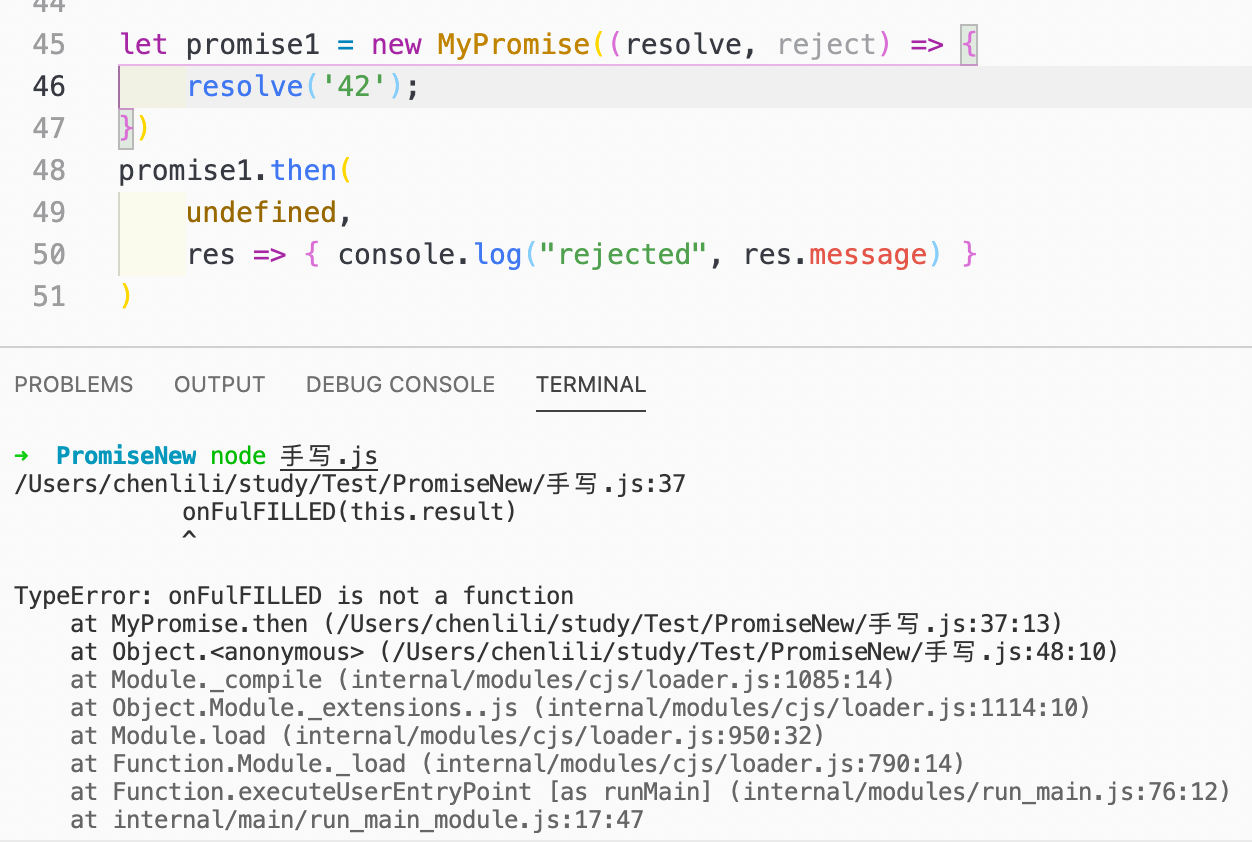 44
45 let promise1 = new MyPromise((resolve, reject) => {
46 resolve('42');
47 })
48 promise1.then(
49 undefined,
50 res => { console.log("rejected", res.message) }
51 )
PROBLEMS OUTPUT DEBUG CONSOLE TERMINAL
→ PromiseNew node 手写.js
/Users/chenlili/study/Test/PromiseNew/手写.js:37
onFulFILLED(this.result)
^
TypeError: onFulFILLED is not a function
at MyPromise.then (/Users/chenlili/study/Test/PromiseNew/手写.js:37:13)
at Object.<anonymous> (/Users/chenlili/study/Test/PromiseNew/手写.js:48:10)
at Module._compile (internal/modules/cjs/loader.js:1085:14)
at Object.Module._extensions..js (internal/modules/cjs/loader.js:1114:10)
at Module.load (internal/modules/cjs/loader.js:950:32)
at Function.Module._load (internal/modules/cjs/loader.js:790:14)
at Function.executeUserEntryPoint [as runMain] (internal/modules/run_main.js:76:12)
at internal/main/run_main_module.js:17:47